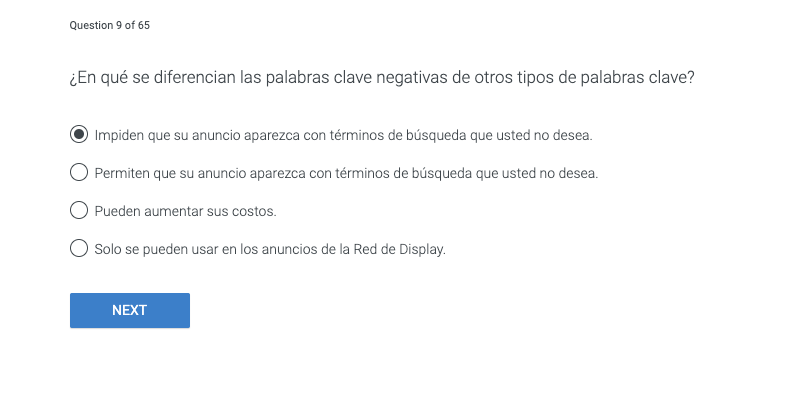 Question 9 of 65
¿En qué se diferencian las palabras clave negativas de otros tipos de palabras clave?
Impiden que su anuncio aparezca con términos de búsqueda que usted no desea.
Permiten que su anuncio aparezca con términos de búsqueda que usted no desea.
Pueden aumentar sus costos.
Solo se pueden usar en los anuncios de la Red de Display.
NEXT